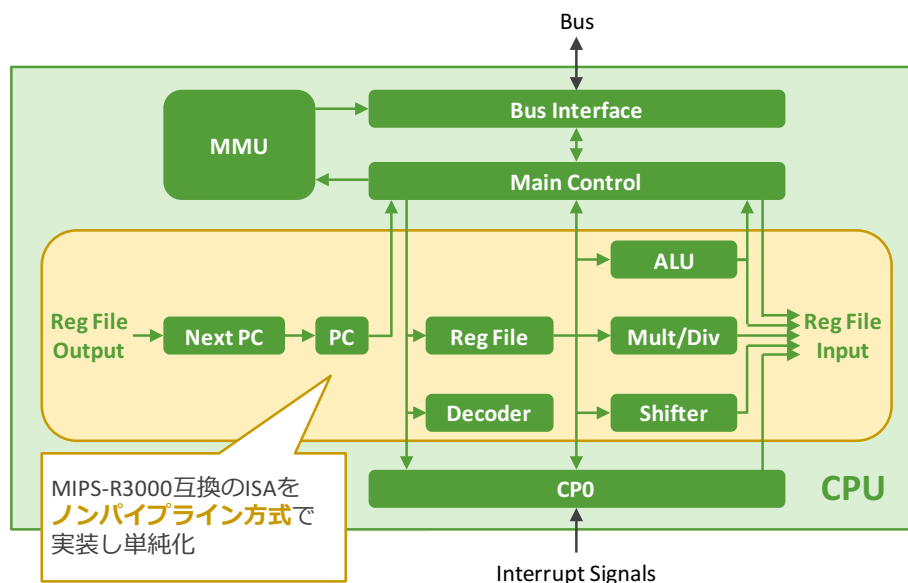 Bus
Bus Interface
MMU
Main Control
ALU
Reg File
Output
Next PC
PC
Reg File
Mult/Div
Reg File
Input
Decoder
Shifter
MIPS-R3000互換のISAを
ノンパイプライン方式で
実装し単純化
CP0
CPU
Interrupt Signals